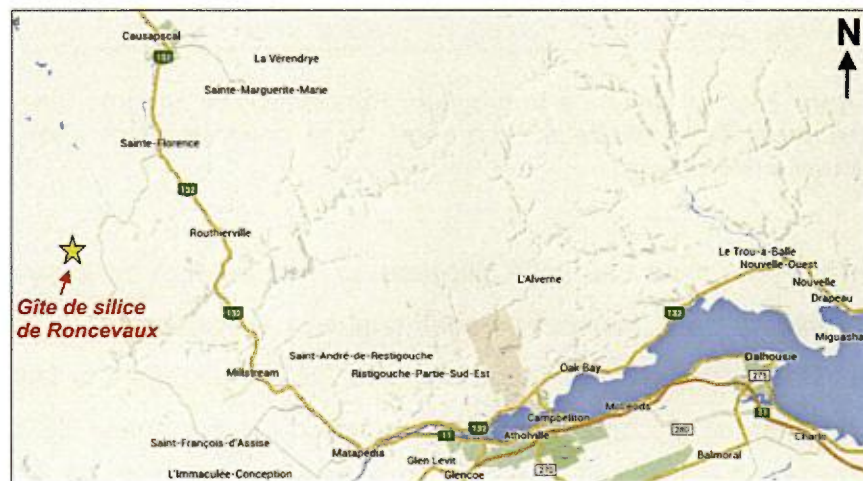 Causapscal
N
132
La Vérendrye
Sainte-Marguerite-Marie
Sainte-Florence
132
Routhierville
Gîte de silice
de Roncevaux
Le Trou-à-Balle
Nouvelle-Ouest
L'Alverne
Nouvelle
Drapeau
132
132
Miguasha
Saint-André-de-Restigouche
Dalhousie
Millstream
Ristigouche-Partie-Sud-Est
Oak Bay
275
McLeods
Campbellton
132
11
11
280
Saint-François-d'Assise
Atholville
Charlo
Matapédia
Glen Levit
Balmoral
L'Immaculée-Conception
Glencoe
270